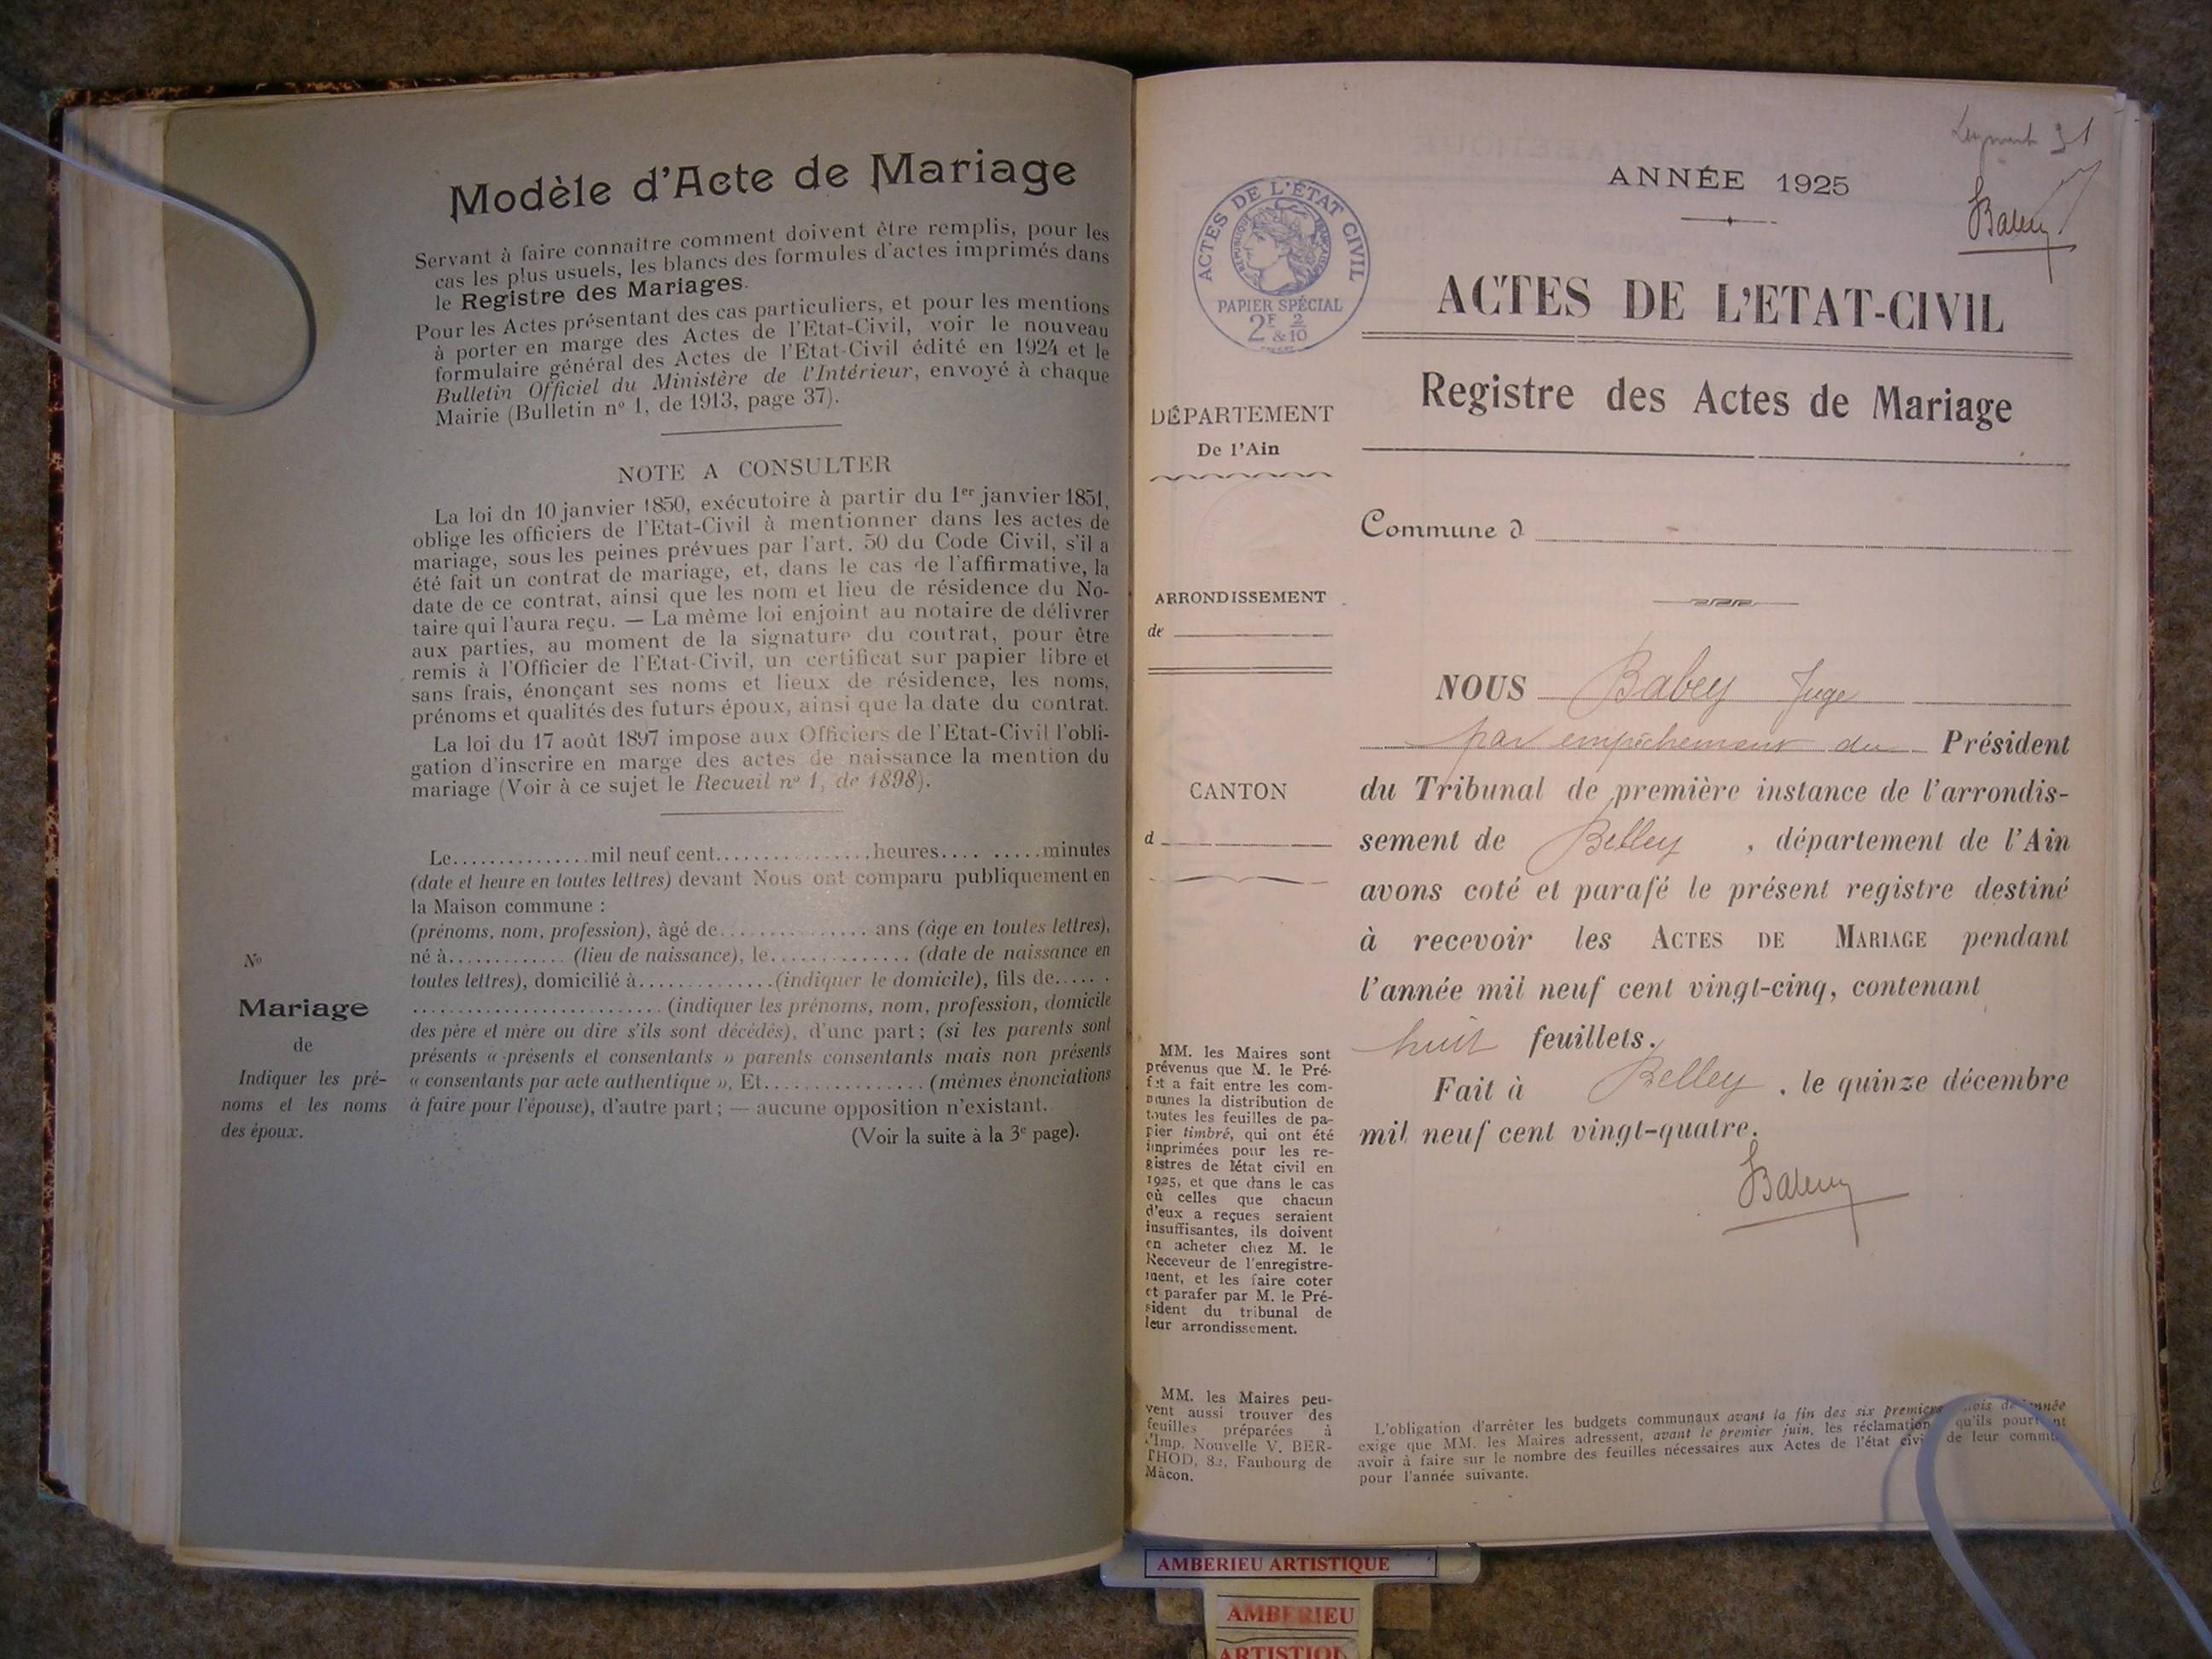 Modèle d'Acte de Mariage
Servant à faire connaitre comment doivent être remplis, pour les
cas les plus usuels, les blancs des formules d'actes imprimés dans
le Registre des Mariages.
Pour les Actes présentant des cas particuliers, et pour les mentions
à porter en marge des Actes de l'Etat-Civil, voir le nouveau
formulaire général des Actes de l'Etat-Civil édité en 1924 et le
Bulletin Officiel du Ministère de l'Intérieur, envoyé à chaque
Mairie (Bulletin nº 1, de 1913, page 37).
NOTE A CONSULTER
La loi dn 10 janvier 1850, exécutoire à partir du 1er janvier 1851,
oblige les officiers de l'Etat-Civil à mentionner dans les actes de
mariage, sous les peines prévues par l'art. 50 du Code Civil, s'il a
été fait un contrat de mariage, et, dans le cas de l'affirmative, la
date de ce contrat, ainsi que les nom et lieu de résidence du No-
taire qui l'aura reçu. — La même loi enjoint au notaire de délivrer
aux parties, au moment de la signature du contrat, pour être
remis à l'Officier de l'Etat-Civil, un certificat sur papier libre et
sans frais, énonçant ses noms et lieux de résidence, les noms,
prénoms et qualités des futurs époux, ainsi que la date du contrat.
La loi du 17 août 1897 impose aux Officiers de l'Etat-Civil l'obli-
gation d'inscrire en marge des actes de naissance la mention du
mariage (Voir à ce sujet le Recueil nº 1, de 1898).
Le...............mil neuf cent................heures.... .....minutes
(date et heure en toutes lettres) devant Nous ont comparu publiquement en
la Maison commune :
(prénoms, nom, profession), âgé de............... ans (âge en toutes lettres),
né à............. (lieu de naissance), le.............. (date de naissance en
toutes lettres), domicilié à..............(indiquer le domicile), fils de......
.......................... (indiquer les prénoms, nom, profession, domicile
des père et mère ou dire s'ils sont décédés), d'une part ; (si les parents sont
présents « présents et consentants » parents consentants mais non présents
« consentants par acte authentique », Et................ (mêmes énonciations
à faire pour l'épouse), d'autre part ; — aucune opposition n'existant.
(Voir la suite à la 3e page).
Nº
Mariage
de
Indiquer les pré-
noms et les noms
des époux.
31
Babey
ANNÉE 1925
ACTES DE L'ÉTAT CIVIL
RÉPUBLIQUE FRANÇAISE
PAPIER SPÉCIAL
2F & 2/10
ACTES DE L'ETAT-CIVIL
Registre des Actes de Mariage
DÉPARTEMENT
De l'Ain
Commune d
ARRONDISSEMENT
de
CANTON
d
NOUS Babey Juge
par empêchement du Président
du Tribunal de première instance de l'arrondis-
sement de Belley, département de l'Ain
avons coté et parafé le présent registre destiné
à recevoir les ACTES DE MARIAGE pendant
l'année mil neuf cent vingt-cinq, contenant
huit feuillets.
Fait à Belley, le quinze décembre
mil neuf cent vingt-quatre.
Babey
MM. les Maires sont
prévenus que M. le Pré-
fet a fait entre les com-
munes la distribution de
toutes les feuilles de pa-
pier timbré, qui ont été
imprimées pour les re-
gistres de l'état civil en
1925, et que dans le cas
où celles que chacun
d'eux a reçues seraient
insuffisantes, ils doivent
en acheter chez M. le
Receveur de l'enregistre-
ment, et les faire coter
et parafer par M. le Pré-
sident du tribunal de
leur arrondissement.
MM. les Maires peu-
vent aussi trouver des
feuilles préparées à
l'Imp. Nouvelle V. BER-
THOD, 82, Faubourg de
Mâcon.
L'obligation d'arrêter les budgets communaux avant la fin des six premiers mois de l'année
exige que MM. les Maires adressent, avant le premier juin, les réclamations qu'ils pourront
avoir à faire sur le nombre des feuilles nécessaires aux Actes de l'état civil de leur commune
pour l'année suivante.
AMBERIEU ARTISTIQUE
AMBERIEU
ARTISTIQUE